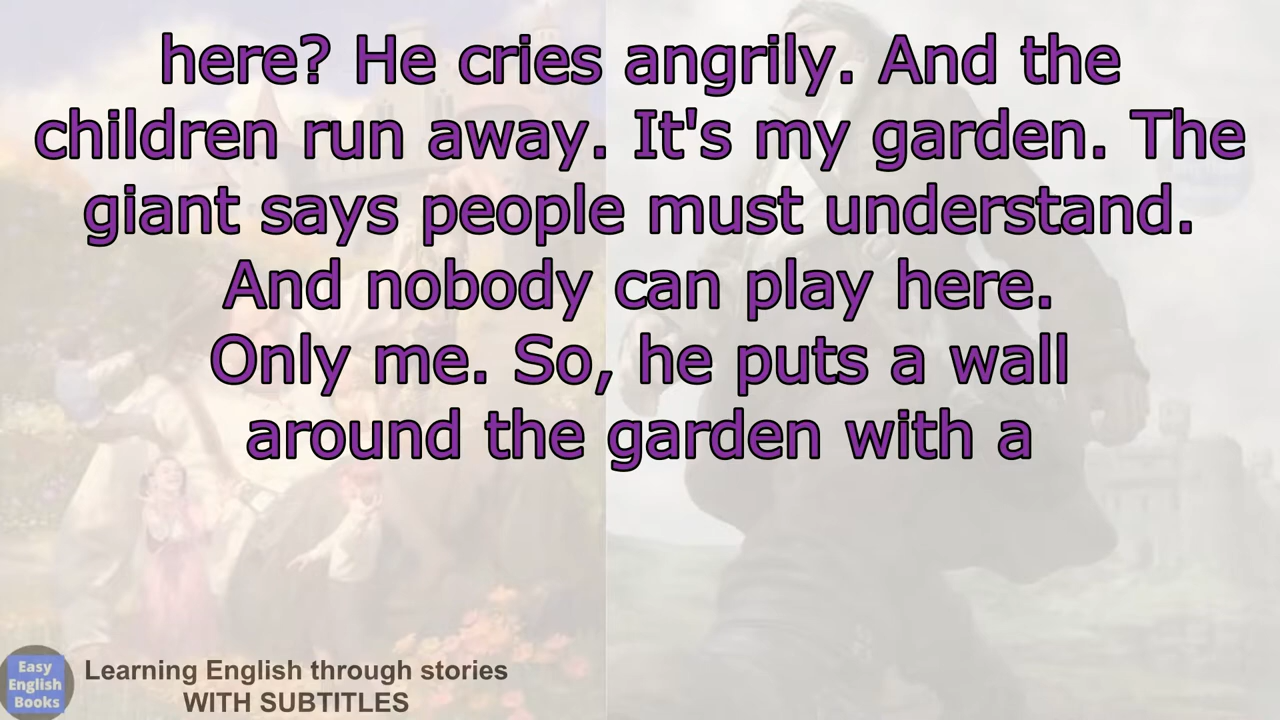 here? He cries angrily. And the
children run away. It's my garden. The
giant says people must understand.
And nobody can play here.
Only me. So, he puts a wall
around the garden with a
Easy
English
Books
Learning English through stories
WITH SUBTITLES